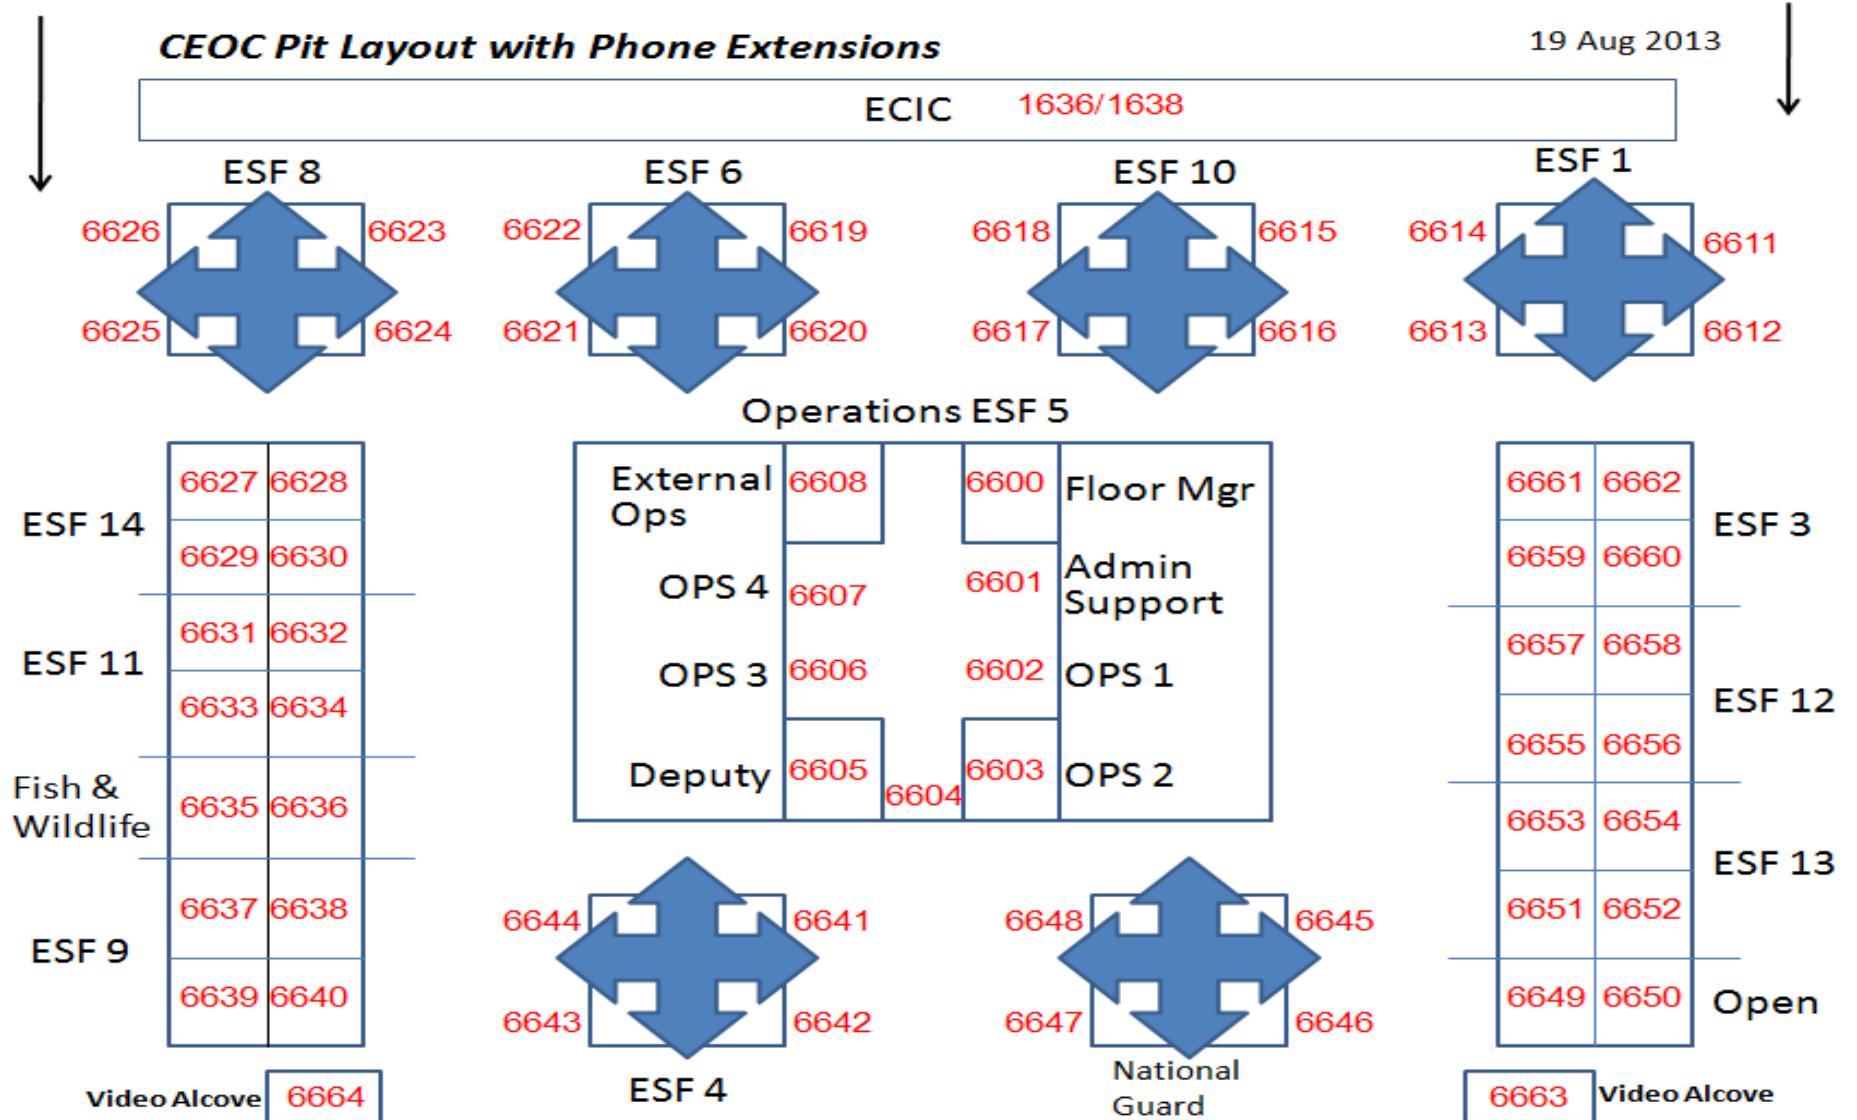 CEOC Pit Layout with Phone Extensions
19 Aug 2013
ECIC 1636/1638
ESF 8
ESF 6
ESF 10
ESF 1
6626 6623
6625 6624
6622 6619
6621 6620
6618 6615
6617 6616
6614 6611
6613 6612
Operations ESF 5
ESF 14
6627 6628
6629 6630
ESF 11
6631 6632
6633 6634
Fish &
Wildlife
6635 6636
ESF 9
6637 6638
6639 6640
External
Ops
6608
6600
Floor Mgr
OPS 4
6607
6601
Admin
Support
OPS 3
6606
6602
OPS 1
Deputy
6605
6604
6603
OPS 2
6661 6662
6659 6660
ESF 3
6657 6658
6655 6656
ESF 12
6653 6654
6651 6652
ESF 13
6649 6650
Open
6644 6641
6643 6642
ESF 4
6648 6645
6647 6646
National
Guard
Video Alcove 6664
6663 Video Alcove